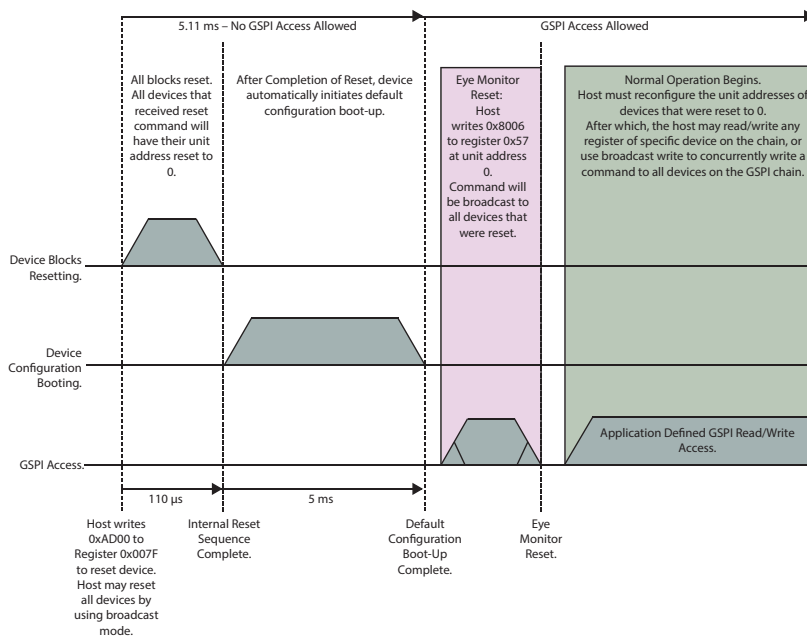 5.11 ms – No GSPI Access Allowed
GSPI Access Allowed
All blocks reset.
All devices that
received reset
command will
have their unit
address reset to
0.
After Completion of Reset, device
automatically initiates default
configuration boot-up.
Eye Monitor
Reset:
Host
writes 0x8006
to register 0x57
at unit address
0.
Command will
be broadcast to
all devices that
were reset.
Normal Operation Begins.
Host must reconfigure the unit addresses of
devices that were reset to 0.
After which, the host may read/write any
register of specific device on the chain, or
use broadcast write to concurrently write a
command to all devices on the GSPI chain.
Device Blocks
Resetting.
Device
Configuration
Booting.
GSPI Access.
Application Defined GSPI Read/Write
Access.
110 µs
5 ms
Host writes
0xAD00 to
Register 0x007F
to reset device.
Host may reset
all devices by
using broadcast
mode.
Internal Reset
Sequence
Complete.
Default
Configuration
Boot-Up
Complete.
Eye
Monitor
Reset.